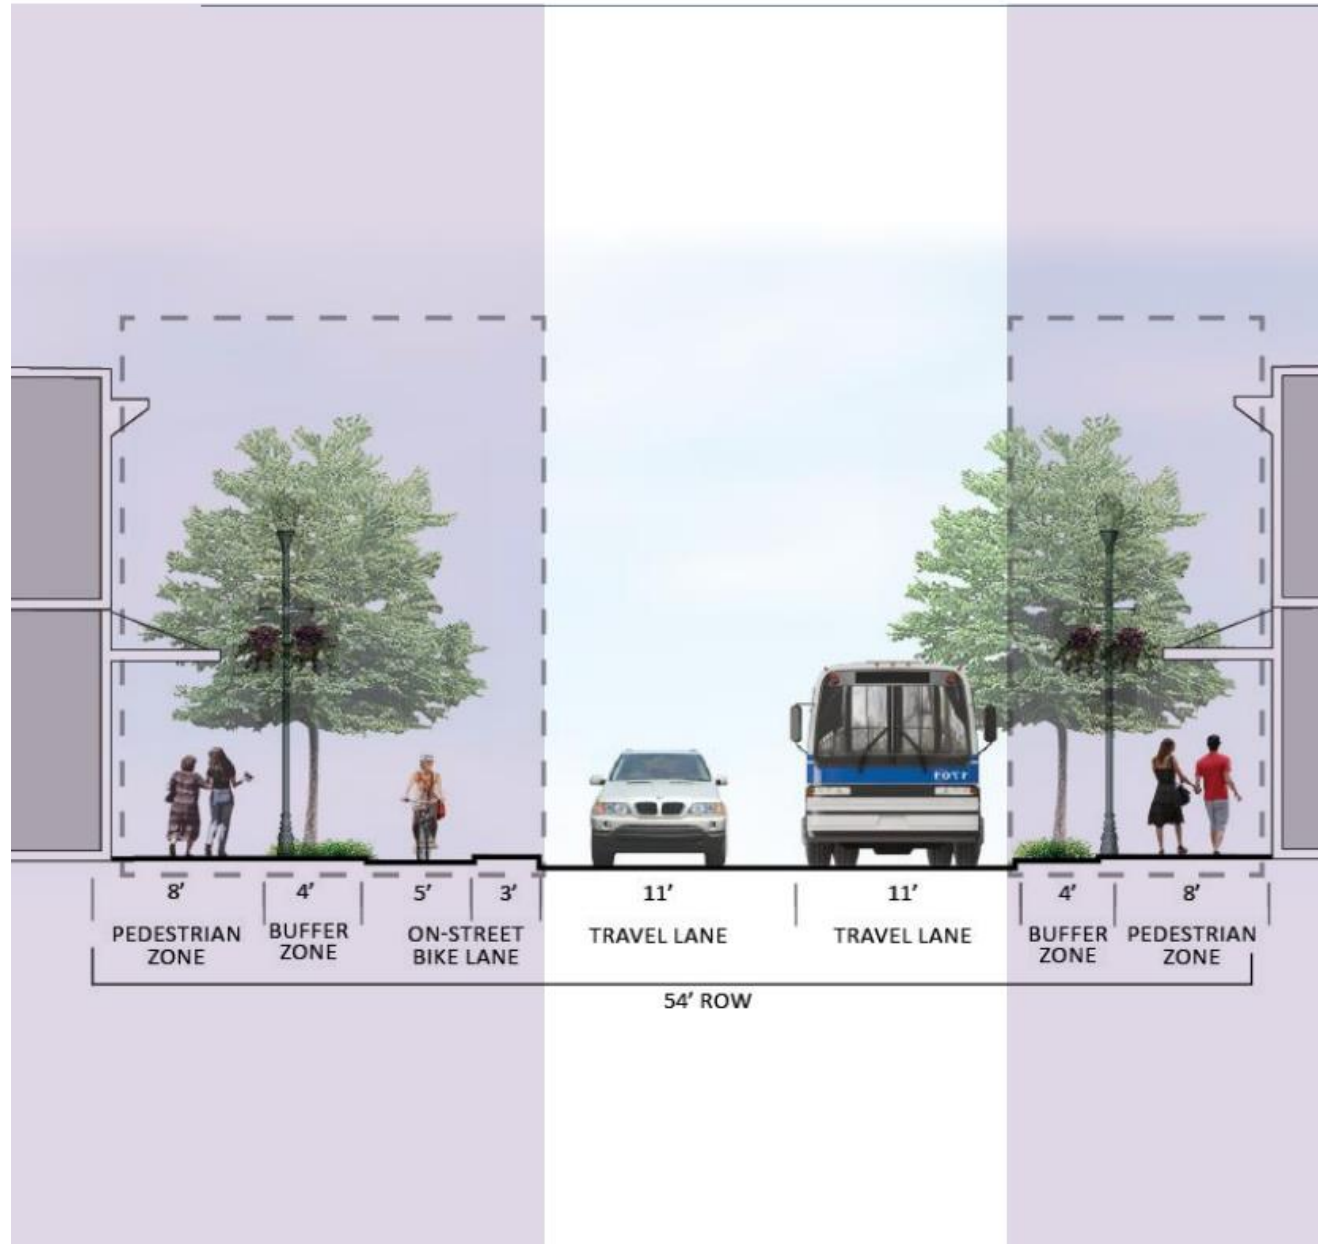 8' 4' 5' 3' 11' 11' 4' 8'
PEDESTRIAN
ZONE
BUFFER
ZONE
ON-STREET
BIKE LANE
TRAVEL LANE
TRAVEL LANE
BUFFER
ZONE
PEDESTRIAN
ZONE
54' ROW